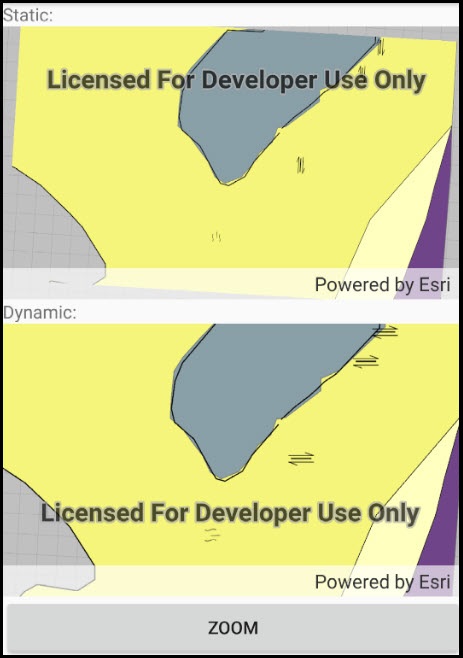 Static:
Licensed For Developer Use Only
Powered by Esri
Dynamic:
Licensed For Developer Use Only
Powered by Esri
ZOOM